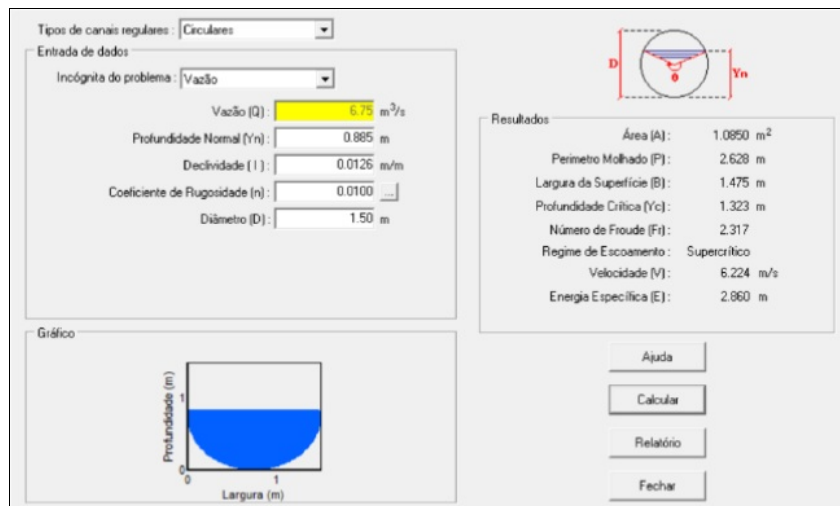 Tipos de canais regulares : Circulares
Entrada de dados
Incógnita do problema : Vazão
Vazão (Q) : 6.75 m³/s
Profundidade Normal (Yn) : 0.885 m
Declividade ( I ) : 0.0126 m/m
Coeficiente de Rugosidade (n) : 0.0100 ...
Diâmetro (D) : 1.50 m
D θ Yn
Resultados
Área (A) : 1.0850 m²
Perimetro Molhado (P) : 2.628 m
Largura da Superfície (B) : 1.475 m
Profundidade Crítica (Yc) : 1.323 m
Número de Froude (Fr) : 2.317
Regime de Escoamento : Supercrítico
Velocidade (V) : 6.224 m/s
Energia Específica (E) : 2.860 m
Gráfico
Profundidade (m)
1
0
0 1
Largura (m)
Ajuda
Calcular
Relatório
Fechar